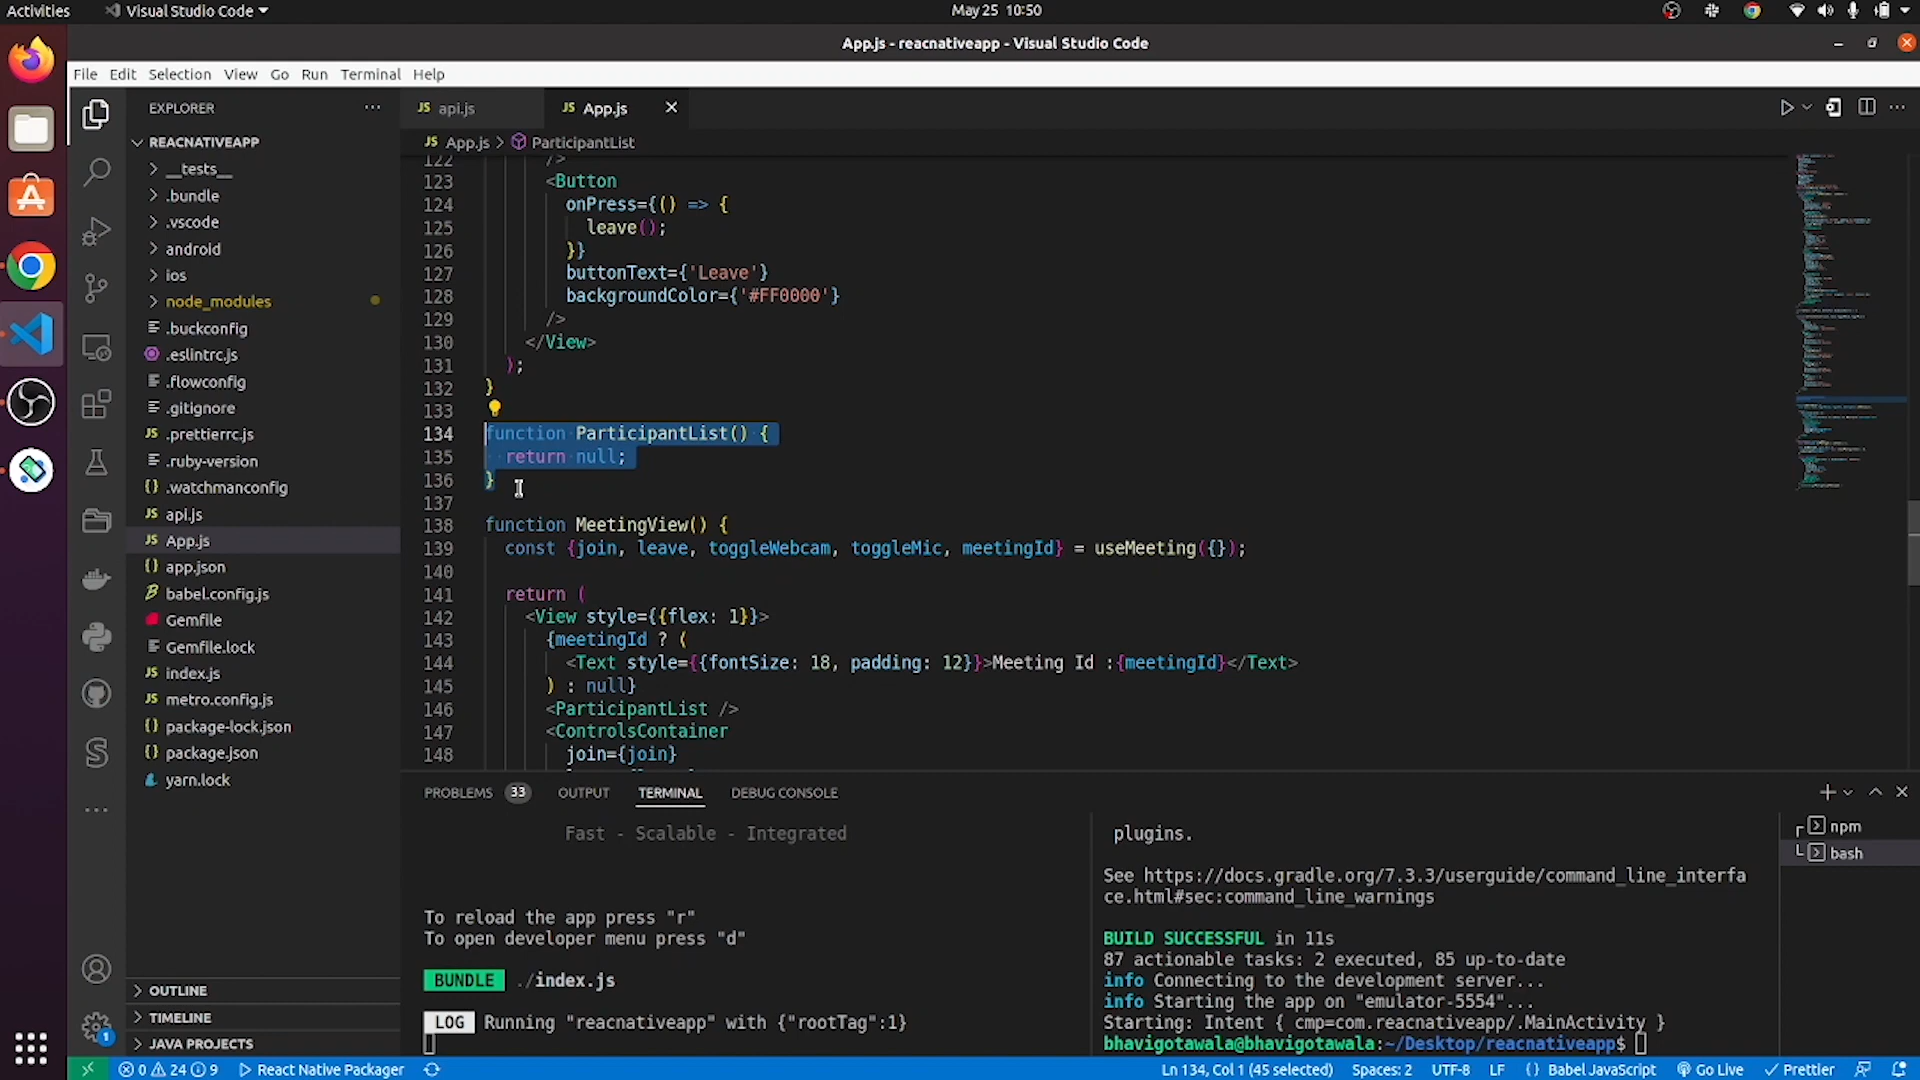 Activities
Visual Studio Code
May 25 10:50
App.js - reacnativeapp - Visual Studio Code
File Edit Selection View Go Run Terminal Help
EXPLORER
REACNATIVEAPP
__tests__
.bundle
.vscode
android
ios
node_modules
.buckconfig
.eslintrc.js
.flowconfig
.gitignore
.prettierrc.js
.ruby-version
.watchmanconfig
JS api.js
JS App.js
{} app.json
babel.config.js
Gemfile
Gemfile.lock
JS index.js
JS metro.config.js
{} package-lock.json
{} package.json
yarn.lock
OUTLINE
TIMELINE
JAVA PROJECTS
JS api.js
JS App.js
JS App.js > ParticipantList
122 />
123 <Button
124 onPress={() => {
125 leave();
126 }}
127 buttonText={'Leave'}
128 backgroundColor={'#FF0000'}
129 />
130 </View>
131 );
132 }
133
134 function ParticipantList() {
135 return null;
136 }
137
138 function MeetingView() {
139 const {join, leave, toggleWebcam, toggleMic, meetingId} = useMeeting({});
140
141 return (
142 <View style={{flex: 1}}>
143 {meetingId ? (
144 <Text style={{fontSize: 18, padding: 12}}>Meeting Id :{meetingId}</Text>
145 ) : null}
146 <ParticipantList />
147 <ControlsContainer
148 join={join}
PROBLEMS 33 OUTPUT TERMINAL DEBUG CONSOLE
Fast - Scalable - Integrated
To reload the app press "r"
To open developer menu press "d"
BUNDLE ./index.js
LOG Running "reacnativeapp" with {"rootTag":1}
plugins.
See https://docs.gradle.org/7.3.3/userguide/command_line_interfa
ce.html#sec:command_line_warnings
BUILD SUCCESSFUL in 11s
87 actionable tasks: 2 executed, 85 up-to-date
info Connecting to the development server...
info Starting the app on "emulator-5554"...
Starting: Intent { cmp=com.reacnativeapp/.MainActivity }
bhavigotawala@bhavigotawala:~/Desktop/reacnativeapp$
npm
bash
1
0 24 9 React Native Packager
Ln 134, Col 1 (45 selected) Spaces: 2 UTF-8 LF {} Babel JavaScript Go Live Prettier